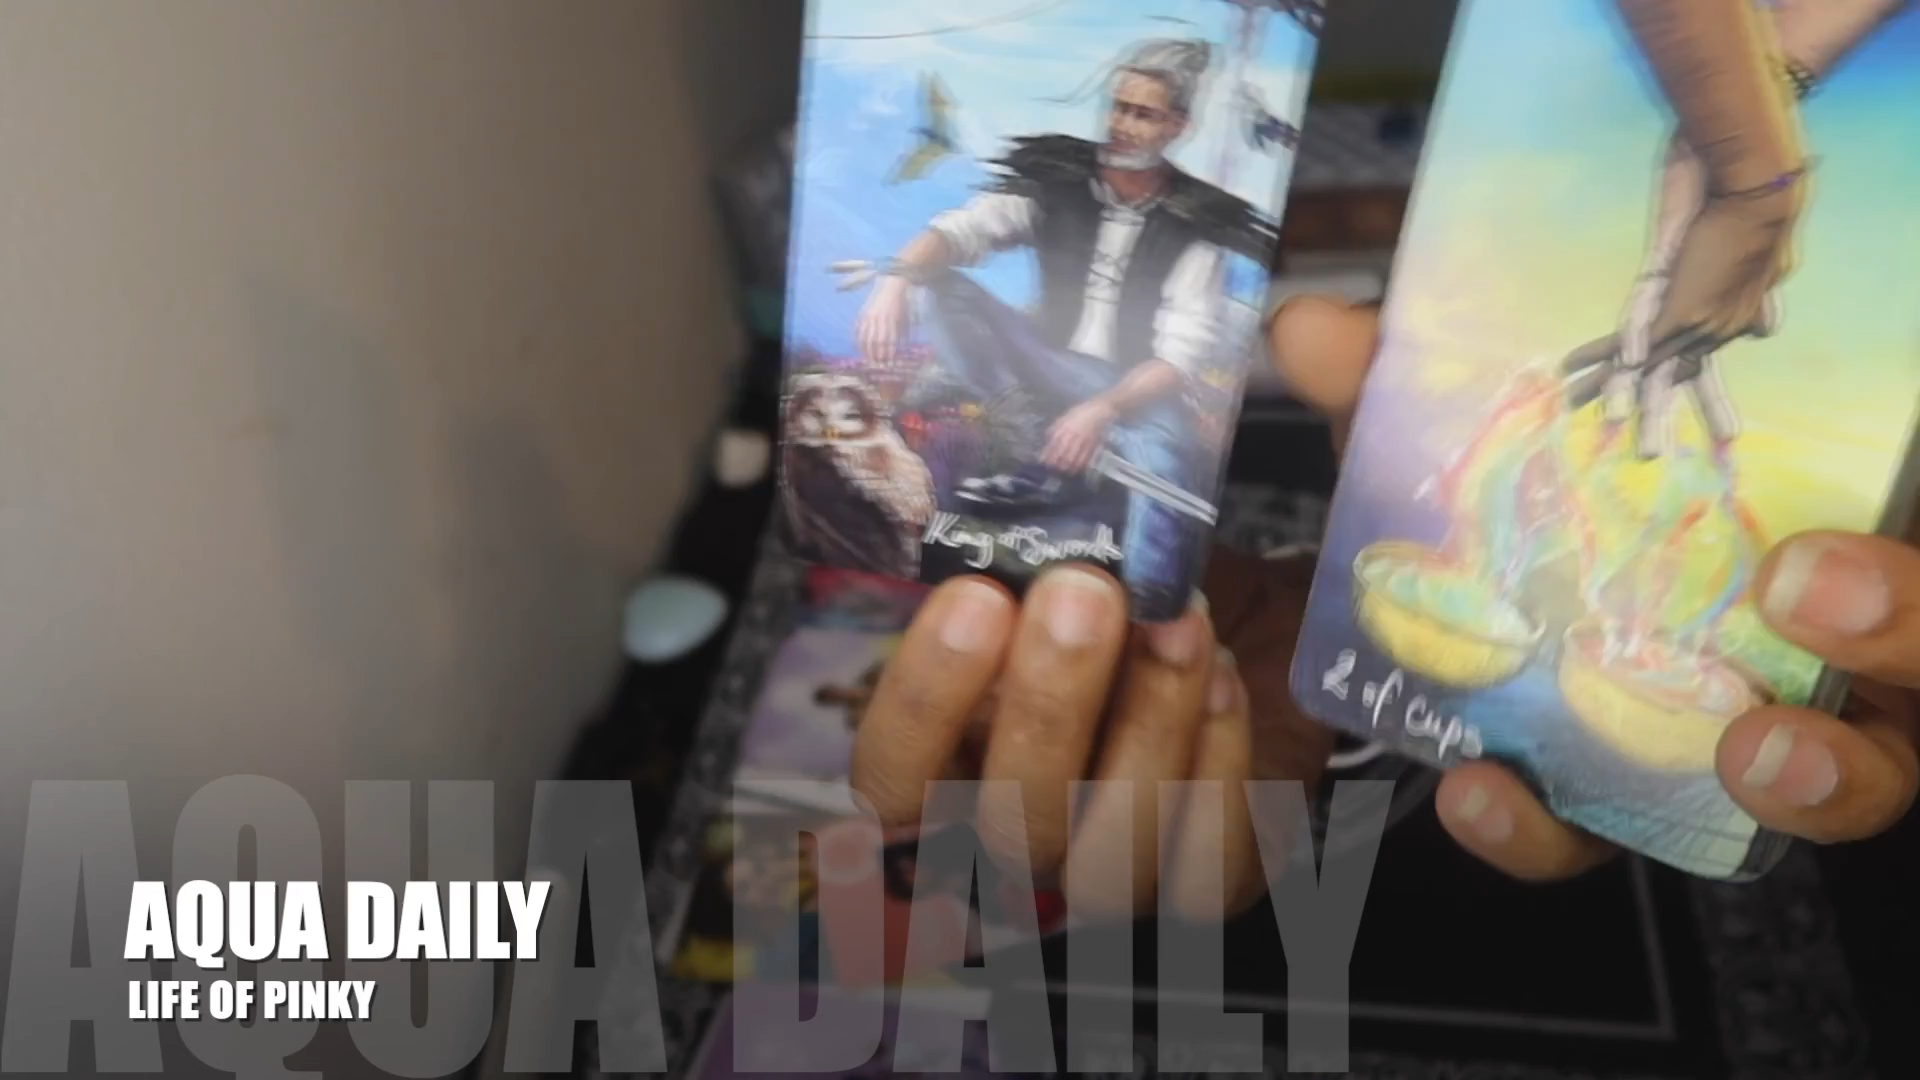 King of Swords
2 of Cups
AQUA DAILY
AQUA DAILY
LIFE OF PINKY